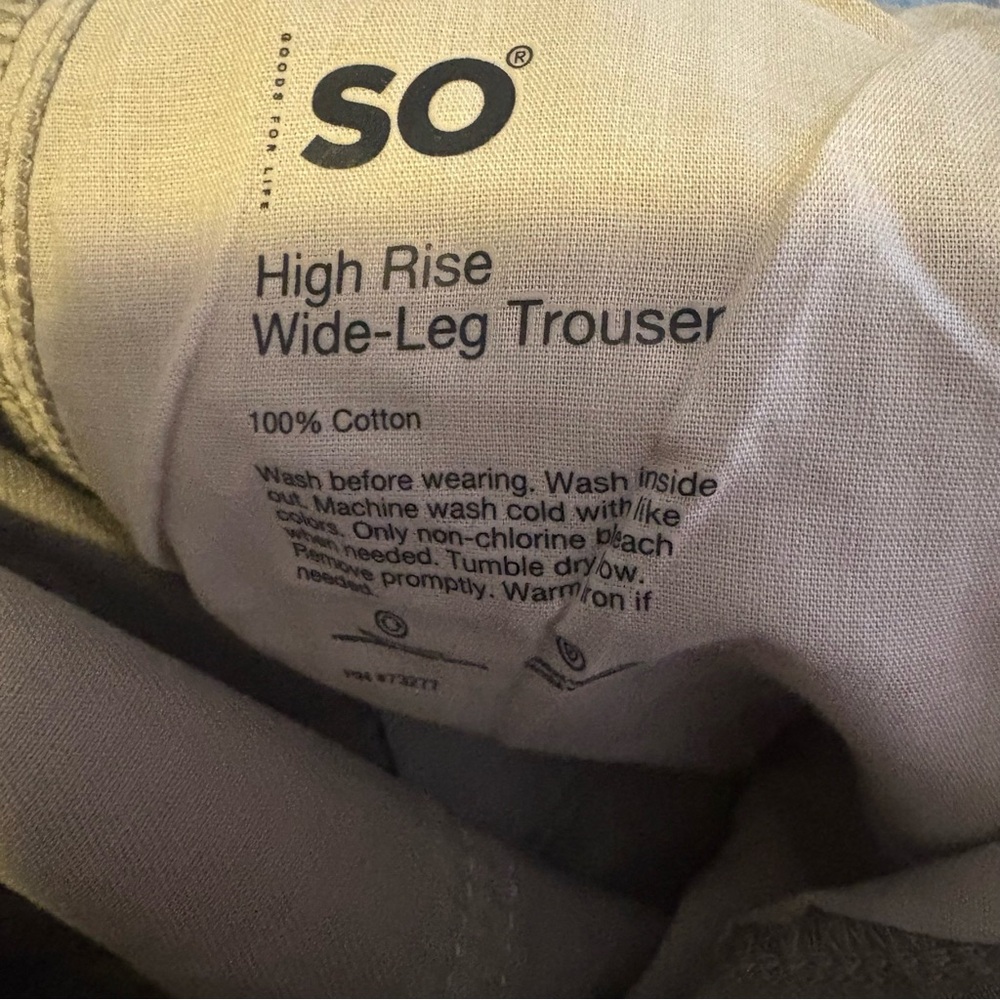 GOODS FOR LIFE
SO®
High Rise
Wide-Leg Trouser
100% Cotton
Wash before wearing. Wash inside
out. Machine wash cold with like
colors. Only non-chlorine bleach
when needed. Tumble dry low.
Remove promptly. Warm iron if
needed.
#73277